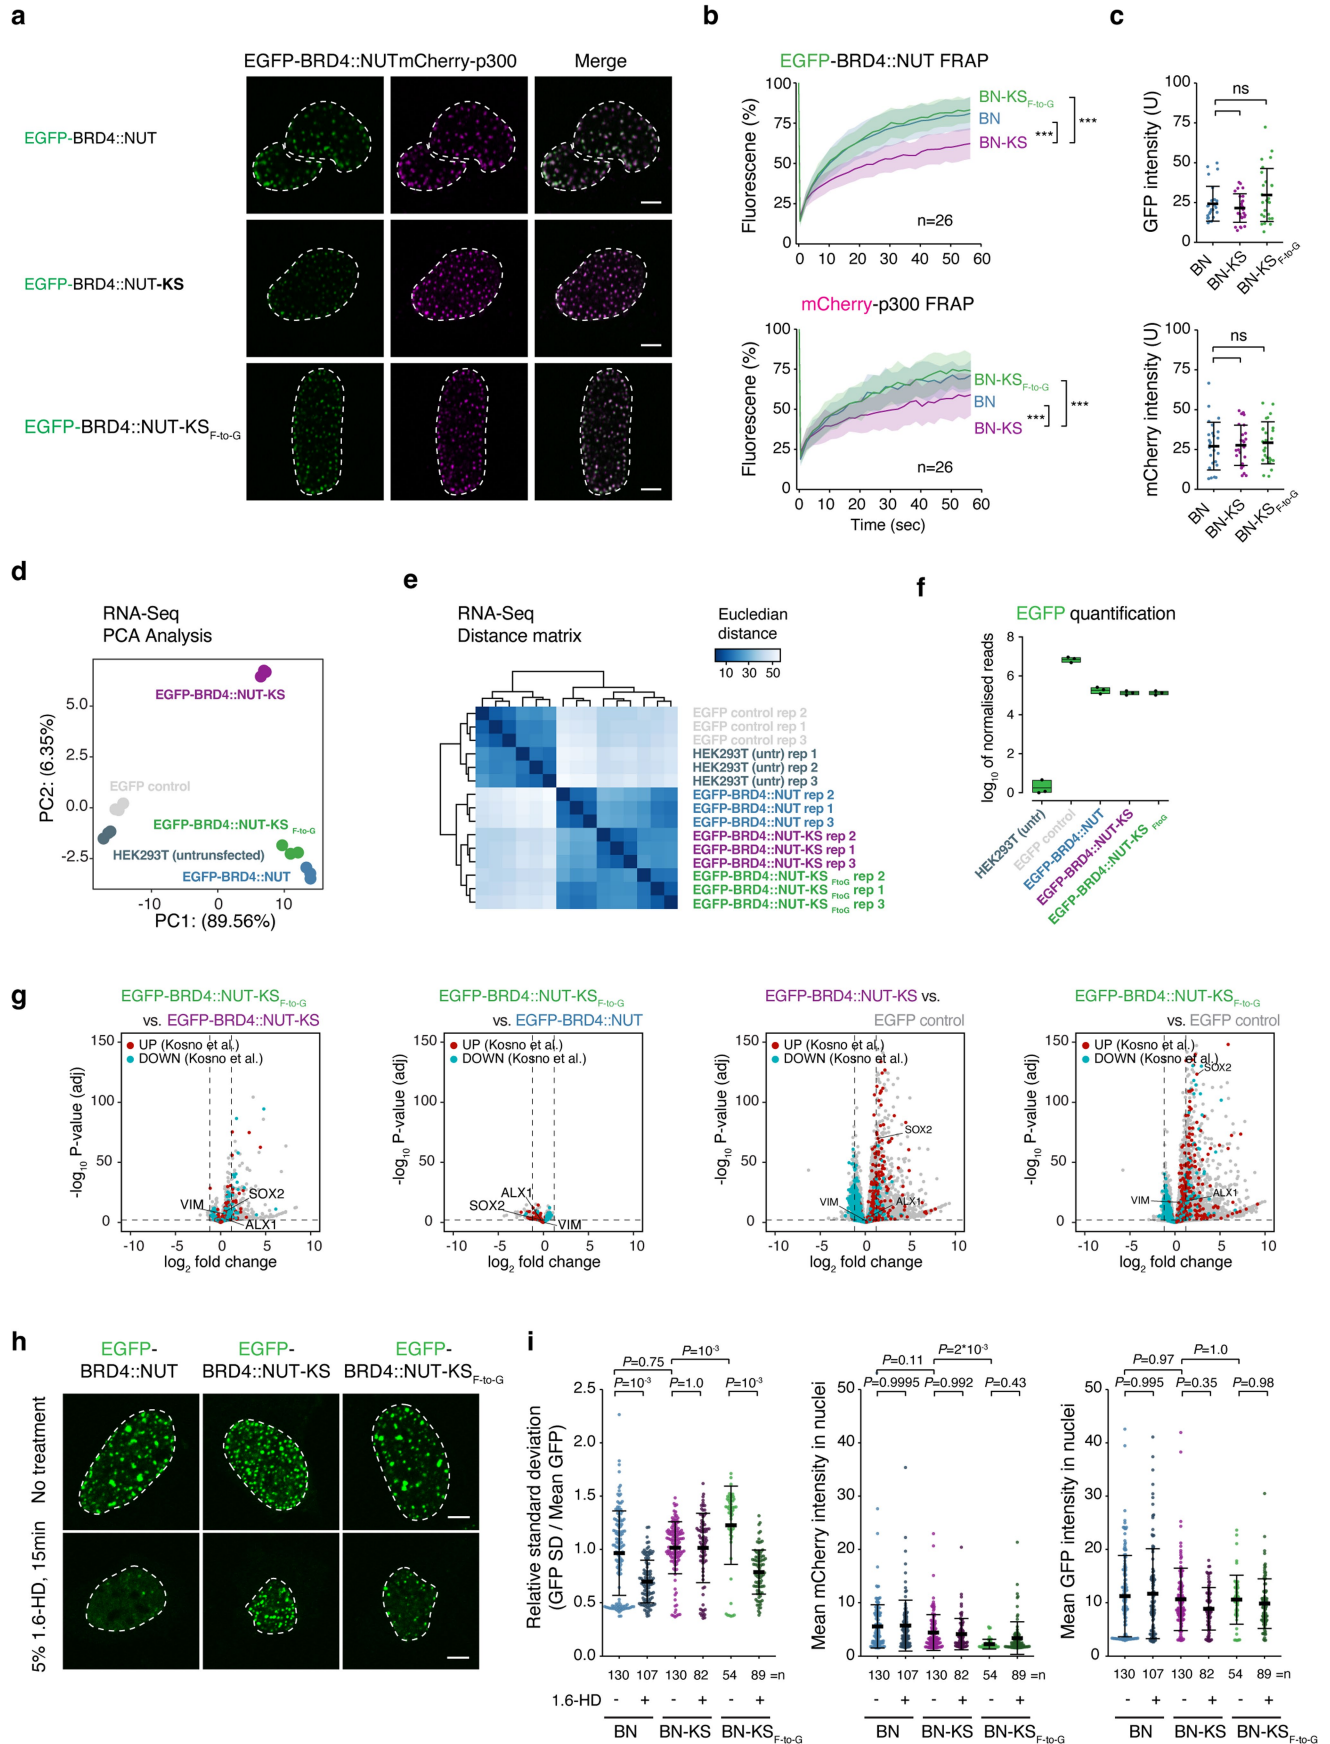 a
EGFP-BRD4::NUT mCherry-p300 Merge
EGFP-BRD4::NUT
EGFP-BRD4::NUT-KS
EGFP-BRD4::NUT-KS F-to-G
b
EGFP-BRD4::NUT FRAP
Fluorescene (%)
100
75
50
25
0
BN-KS F-to-G
BN
BN-KS
***
***
n=26
0 10 20 30 40 50 60
mCherry-p300 FRAP
Fluorescene (%)
100
75
50
25
0
BN-KS F-to-G
BN
BN-KS
***
***
n=26
0 10 20 30 40 50 60
Time (sec)
c
GFP intensity (U)
100
75
50
25
0
ns
BN BN-KS BN-KS F-to-G
mCherry intensity (U)
100
75
50
25
0
ns
BN BN-KS BN-KS F-to-G
d
RNA-Seq
PCA Analysis
PC2: (6.35%)
5.0
2.5
0.0
-2.5
EGFP-BRD4::NUT-KS
EGFP control
EGFP-BRD4::NUT-KS F-to-G
HEK293T (untrunsfected)
EGFP-BRD4::NUT
-10 0 10
PC1: (89.56%)
e
RNA-Seq
Distance matrix
Eucledian
distance
10 30 50
EGFP control rep 2
EGFP control rep 1
EGFP control rep 3
HEK293T (untr) rep 1
HEK293T (untr) rep 2
HEK293T (untr) rep 3
EGFP-BRD4::NUT rep 2
EGFP-BRD4::NUT rep 1
EGFP-BRD4::NUT rep 3
EGFP-BRD4::NUT-KS rep 2
EGFP-BRD4::NUT-KS rep 1
EGFP-BRD4::NUT-KS rep 3
EGFP-BRD4::NUT-KS FtoG rep 2
EGFP-BRD4::NUT-KS FtoG rep 1
EGFP-BRD4::NUT-KS FtoG rep 3
f
EGFP quantification
log10 of normalised reads
8
6
4
2
0
HEK293T (untr)
EGFP control
EGFP-BRD4::NUT
EGFP-BRD4::NUT-KS
EGFP-BRD4::NUT-KS FtoG
g
EGFP-BRD4::NUT-KS F-to-G
vs. EGFP-BRD4::NUT-KS
-log10 P-value (adj)
150
100
50
0
UP (Kosno et al.)
DOWN (Kosno et al.)
VIM
SOX2
ALX1
-10 -5 0 5 10
log2 fold change
EGFP-BRD4::NUT-KS F-to-G
vs. EGFP-BRD4::NUT
-log10 P-value (adj)
150
100
50
0
UP (Kosno et al.)
DOWN (Kosno et al.)
ALX1
SOX2
VIM
-10 -5 0 5 10
log2 fold change
EGFP-BRD4::NUT-KS vs.
EGFP control
-log10 P-value (adj)
150
100
50
0
UP (Kosno et al.)
DOWN (Kosno et al.)
SOX2
VIM
ALX1
-10 -5 0 5 10
log2 fold change
EGFP-BRD4::NUT-KS F-to-G
vs. EGFP control
-log10 P-value (adj)
150
100
50
0
UP (Kosno et al.)
DOWN (Kosno et al.)
SOX2
VIM
ALX1
-10 -5 0 5 10
log2 fold change
h
EGFP- EGFP- EGFP-
BRD4::NUT BRD4::NUT-KS BRD4::NUT-KS F-to-G
No treatment
5% 1.6-HD, 15min
i
Relative standard deviation
(GFP SD / Mean GFP)
2.5
2.0
1.5
1.0
0.5
0.0
P=10-3
P=0.75
P=10-3 P=1.0 P=10-3
130 107 130 82 54 89 =n
1.6-HD - + - + - +
BN BN-KS BN-KS F-to-G
Mean mCherry intensity in nuclei
50
40
30
20
10
0
P=2*10-3
P=0.11
P=0.9995 P=0.992 P=0.43
130 107 130 82 54 89 =n
- + - + - +
BN BN-KS BN-KS F-to-G
Mean GFP intensity in nuclei
50
40
30
20
10
0
P=1.0
P=0.97
P=0.995 P=0.35 P=0.98
130 107 130 82 54 89 =n
- + - + - +
BN BN-KS BN-KS F-to-G